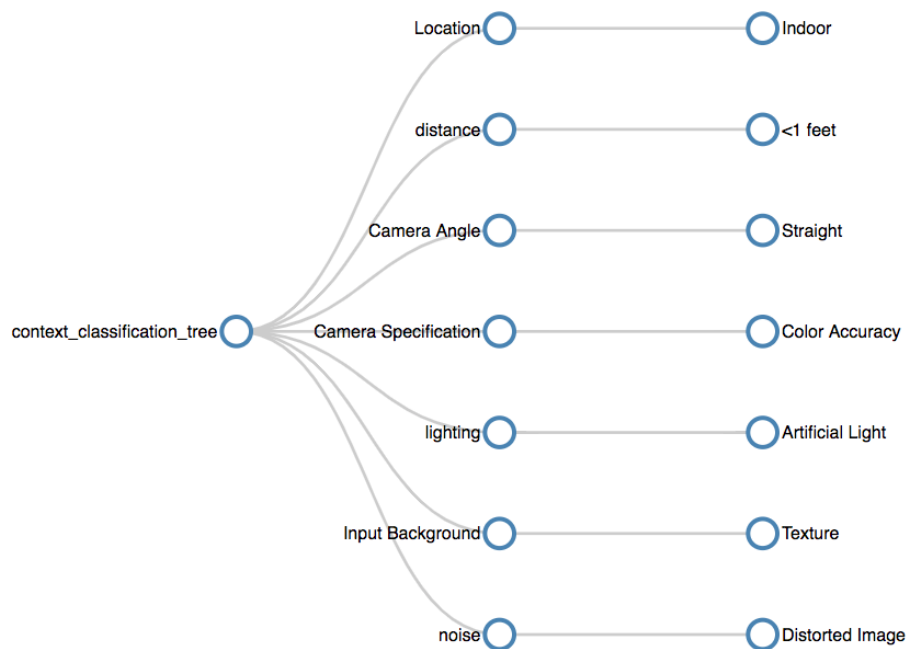 Location
Indoor
distance
<1 feet
Camera Angle
Straight
context_classification_tree
Camera Specification
Color Accuracy
lighting
Artificial Light
Input Background
Texture
noise
Distorted Image